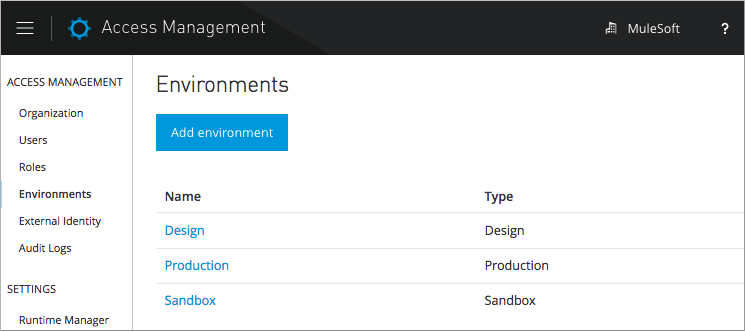 Access Management
MuleSoft
?
ACCESS MANAGEMENT
Organization
Users
Roles
Environments
External Identity
Audit Logs
SETTINGS
Runtime Manager
Environments
Add environment
Name Type
Design Design
Production Production
Sandbox Sandbox